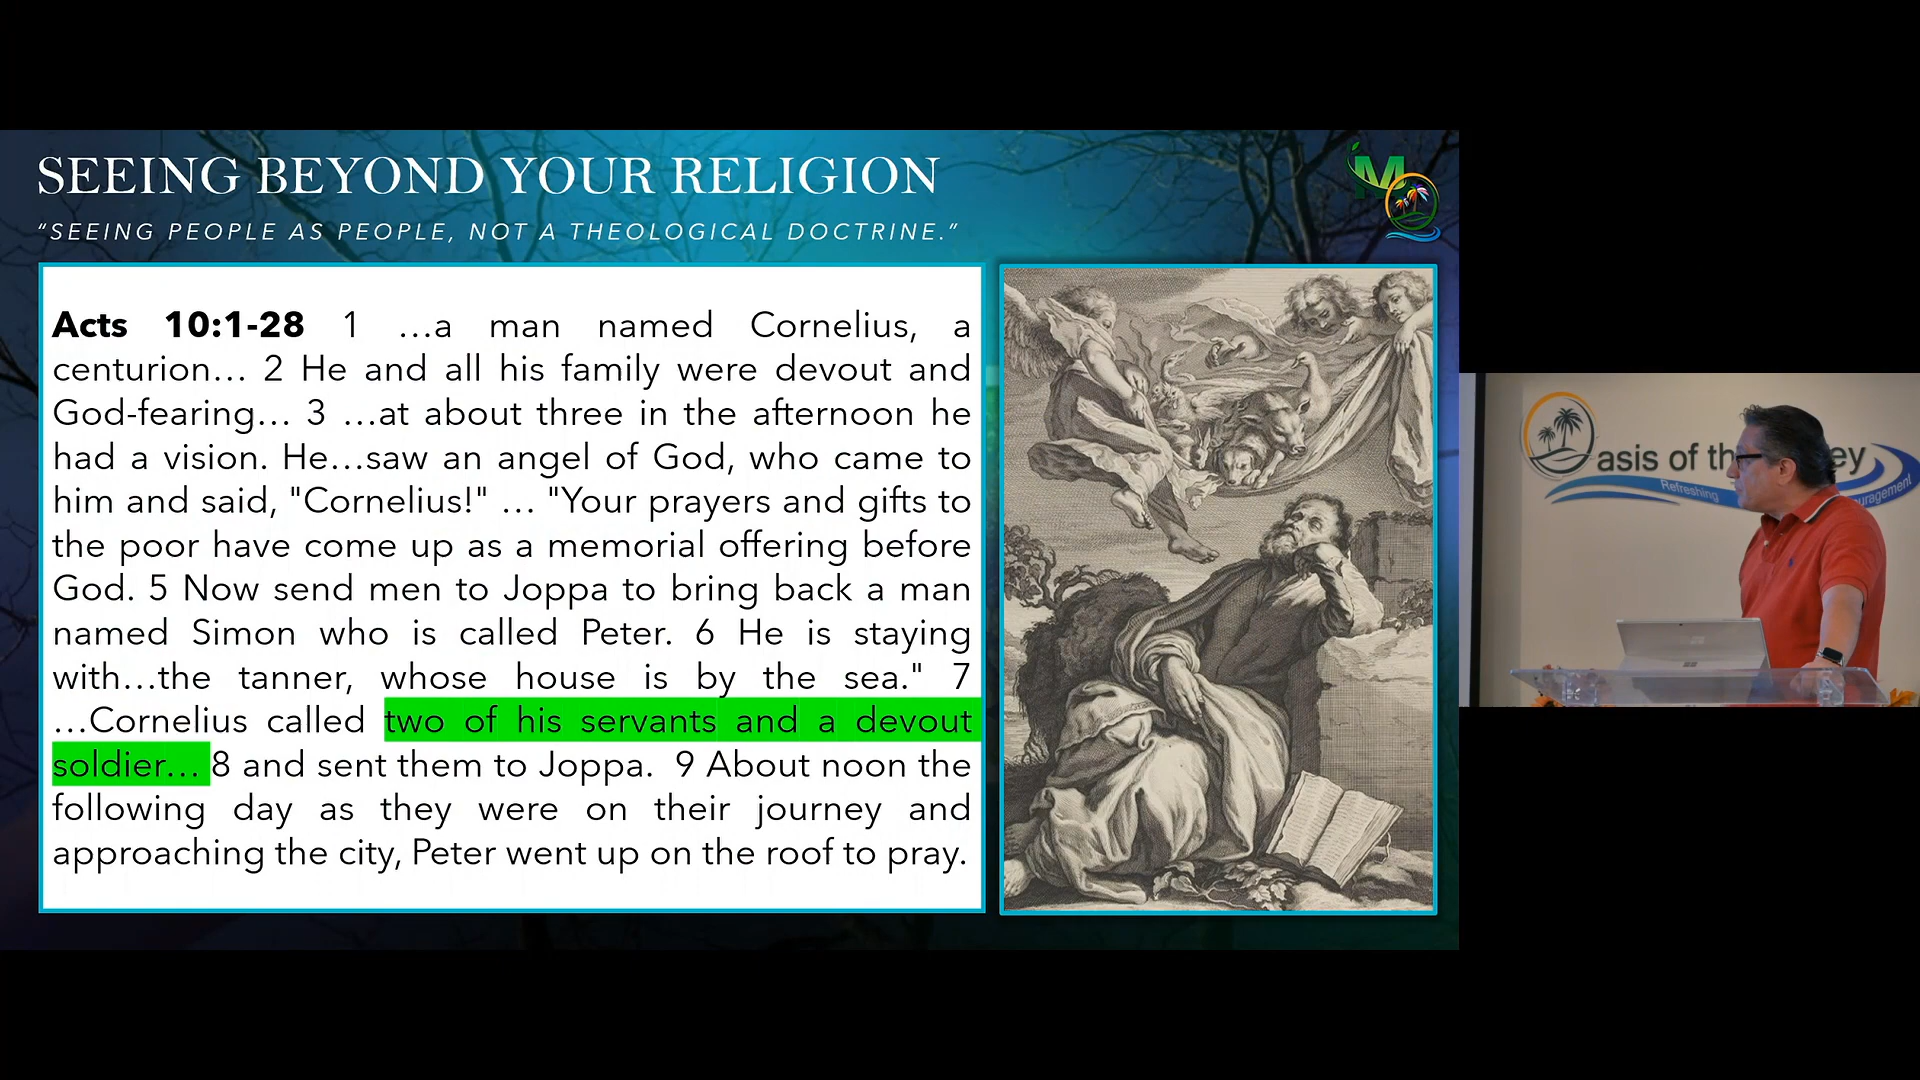 SEEING BEYOND YOUR RELIGION
“SEEING PEOPLE AS PEOPLE, NOT A THEOLOGICAL DOCTRINE.”
Acts 10:1-28 1 …a man named Cornelius, a
centurion… 2 He and all his family were devout and
God-fearing… 3 …at about three in the afternoon he
had a vision. He…saw an angel of God, who came to
him and said, "Cornelius!" … "Your prayers and gifts to
the poor have come up as a memorial offering before
God. 5 Now send men to Joppa to bring back a man
named Simon who is called Peter. 6 He is staying
with…the tanner, whose house is by the sea." 7
…Cornelius called two of his servants and a devout
soldier… 8 and sent them to Joppa. 9 About noon the
following day as they were on their journey and
approaching the city, Peter went up on the roof to pray.
M
asis of th ey
Refreshing uragement